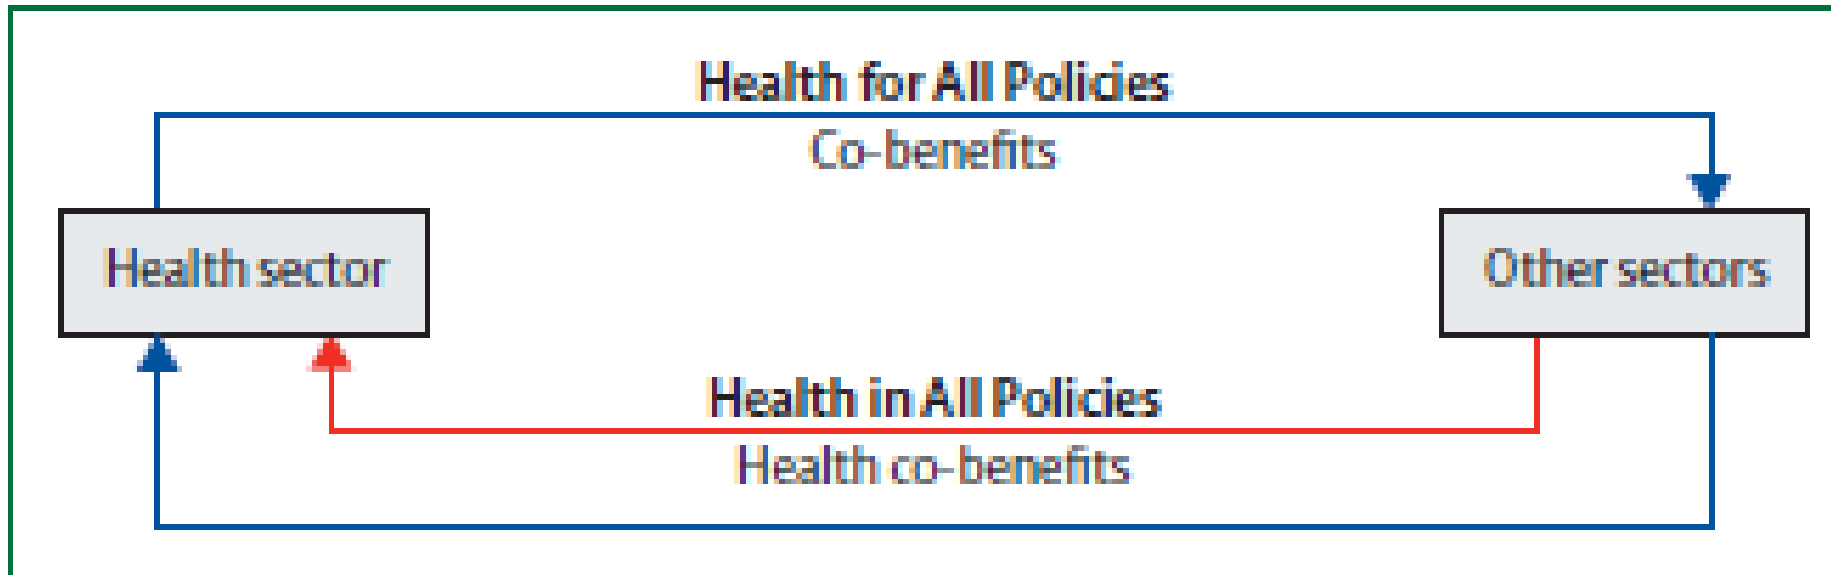 Health for All Policies
Co-benefits
Health sector
Other sectors
Health in All Policies
Health co-benefits